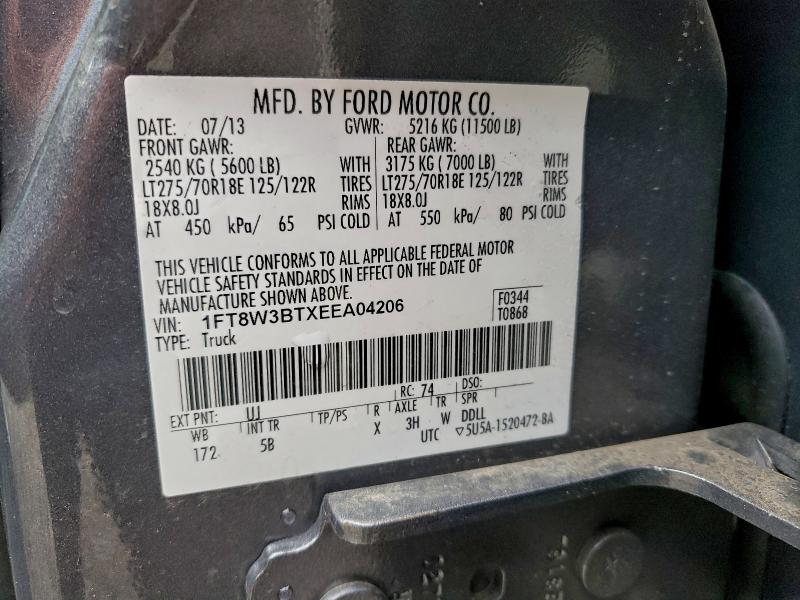 MFD. BY FORD MOTOR CO.
DATE: 07/13 GVWR: 5216 KG (11500 LB)
FRONT GAWR: REAR GAWR:
2540 KG ( 5600 LB) WITH 3175 KG ( 7000 LB) WITH
LT275/70R18E 125/122R TIRES LT275/70R18E 125/122R TIRES
18X8.0J RIMS 18X8.0J RIMS
AT 450 kPa/ 65 PSI COLD AT 550 kPa/ 80 PSI COLD
THIS VEHICLE CONFORMS TO ALL APPLICABLE FEDERAL MOTOR
VEHICLE SAFETY STANDARDS IN EFFECT ON THE DATE OF
MANUFACTURE SHOWN ABOVE.
VIN: 1FT8W3BTXEEA04206 F0344
TYPE: Truck T0868
EXT PNT: UJ RC: 74 DSO:
WB INT TR TP/PS R AXLE TR SPR
172 5B X 3H W DDLL
UTC ▽5U5A-1520472-BA